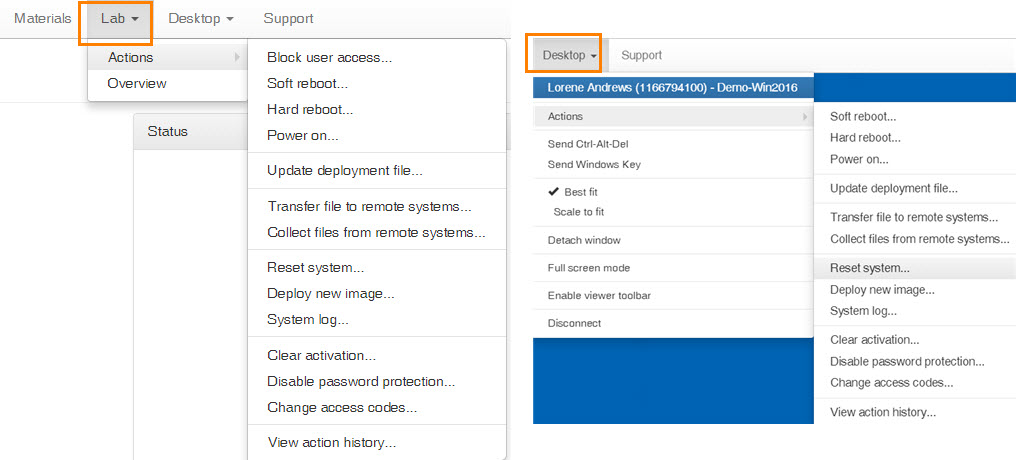 Materials Lab Desktop Support
Actions
Overview
Block user access...
Soft reboot...
Hard reboot...
Power on...
Update deployment file...
Transfer file to remote systems...
Collect files from remote systems...
Reset system...
Deploy new image...
System log...
Clear activation...
Disable password protection...
Change access codes...
View action history...
Status
Desktop Support
Lorene Andrews (1166794100) - Demo-Win2016
Actions
Send Ctrl-Alt-Del
Send Windows Key
Best fit
Scale to fit
Detach window
Full screen mode
Enable viewer toolbar
Disconnect
Soft reboot...
Hard reboot...
Power on...
Update deployment file...
Transfer file to remote systems...
Collect files from remote systems...
Reset system...
Deploy new image...
System log...
Clear activation...
Disable password protection...
Change access codes...
View action history...